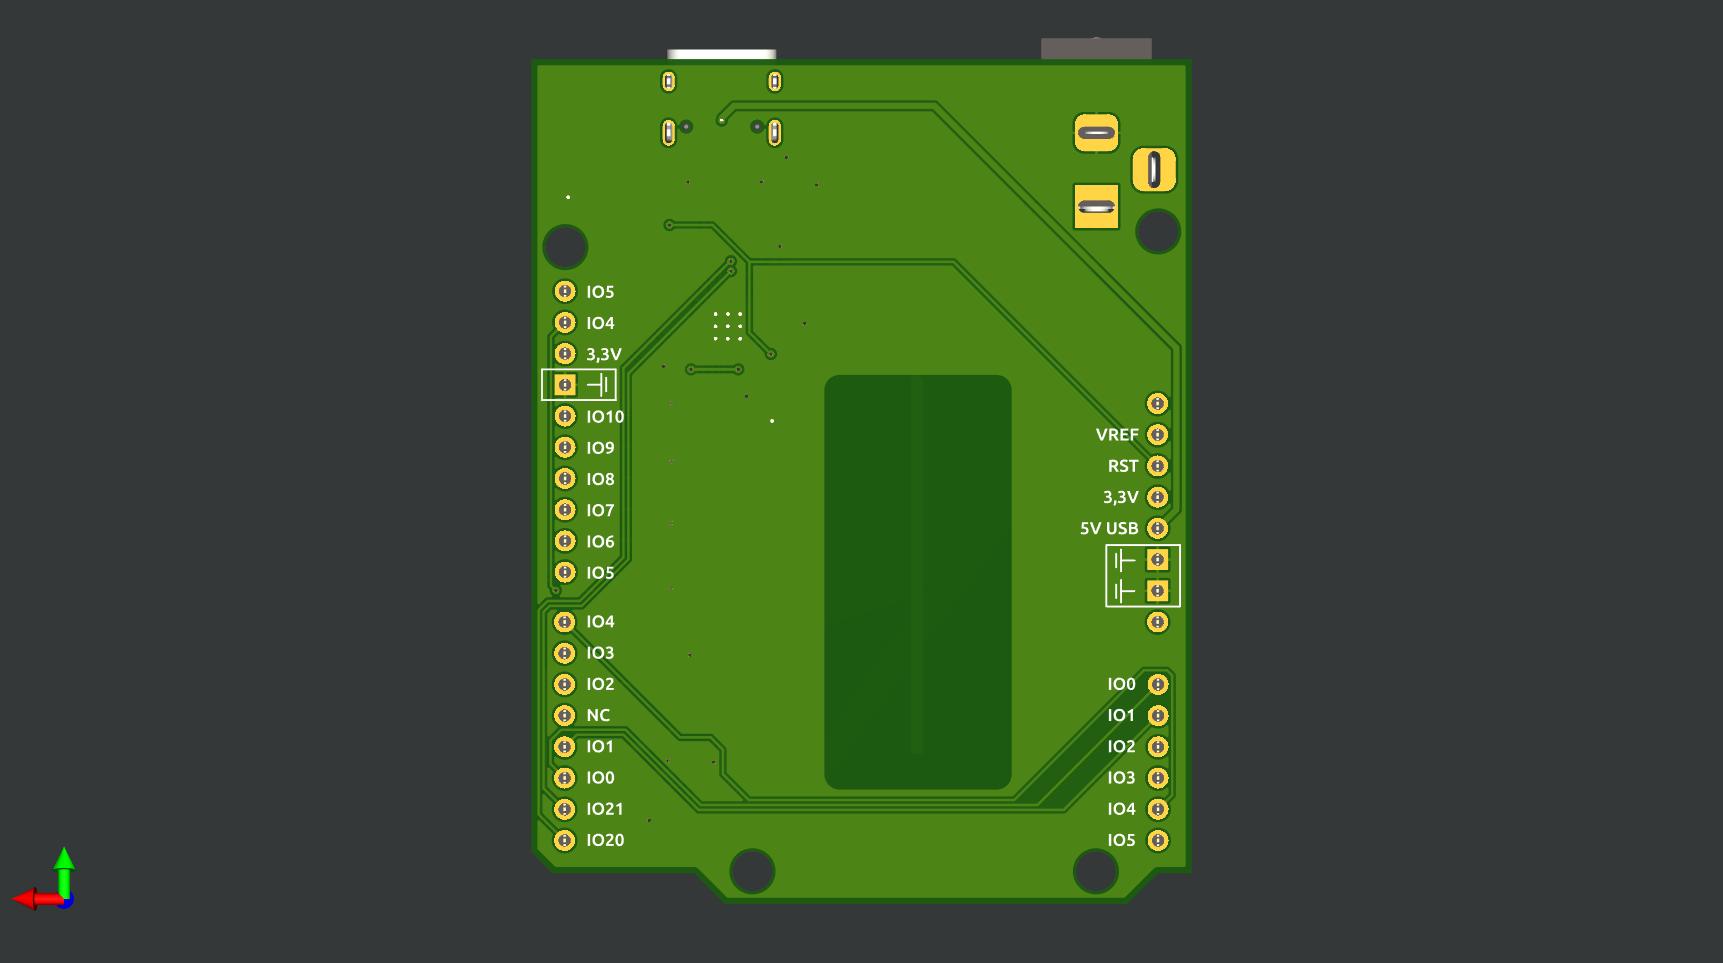 IO5
IO4
3,3V
IO10
IO9
IO8
IO7
IO6
IO5
IO4
IO3
IO2
NC
IO1
IO0
IO21
IO20
VREF
RST
3,3V
5V USB
IO0
IO1
IO2
IO3
IO4
IO5